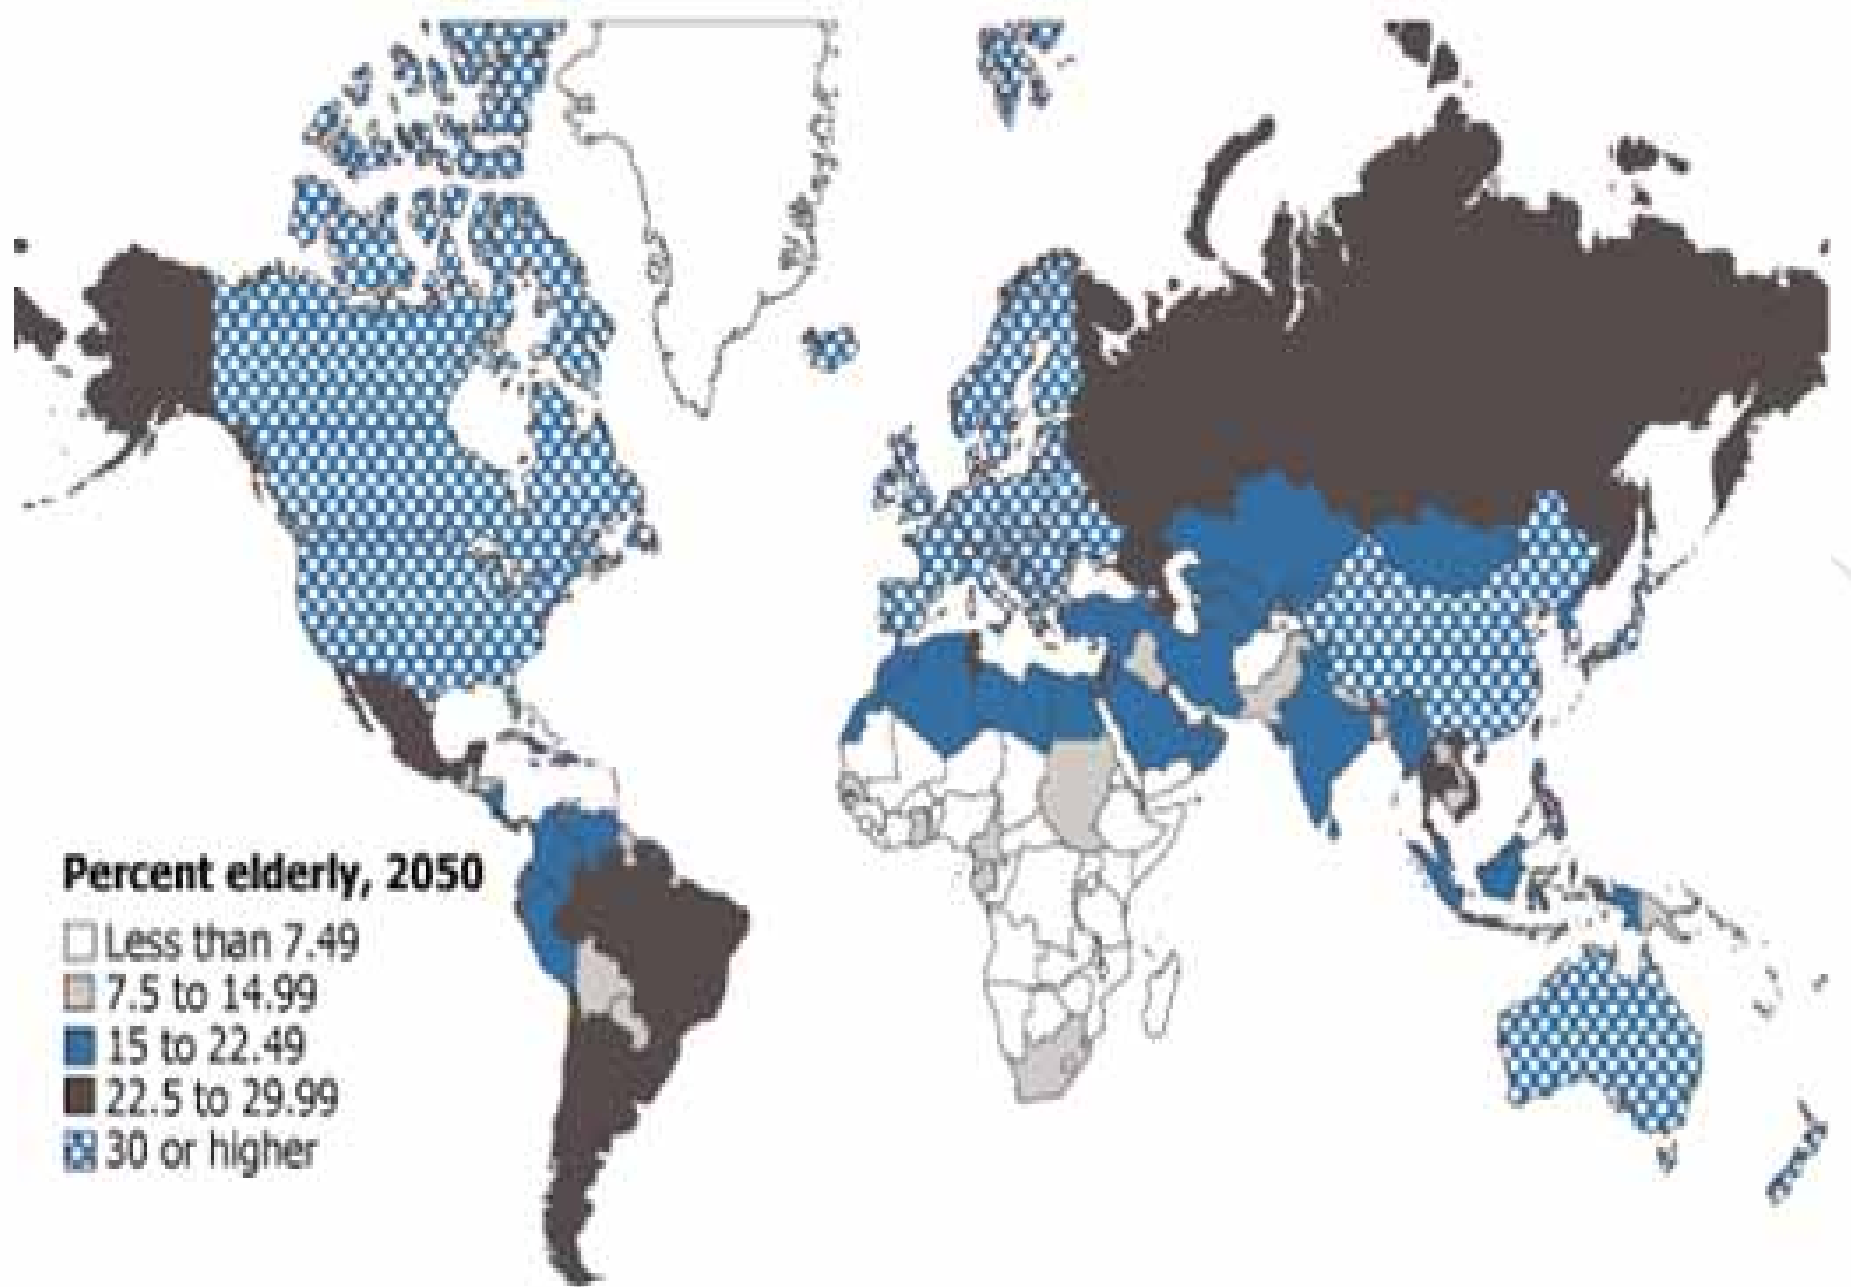 Percent elderly, 2050
Less than 7.49
7.5 to 14.99
15 to 22.49
22.5 to 29.99
30 or higher